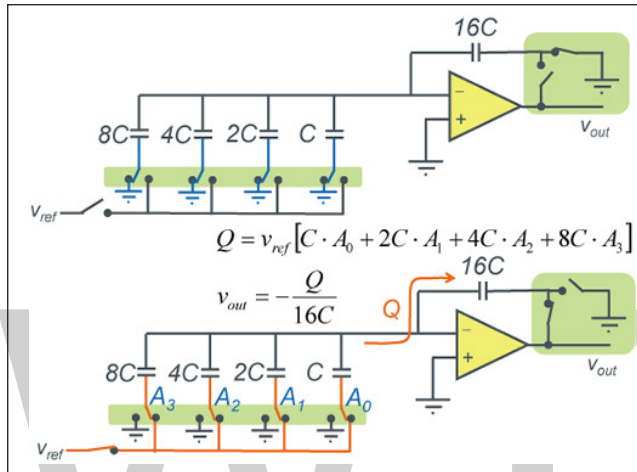 16C
8C 4C 2C C
v_ref
v_out
Q = v_ref [C · A_0 + 2C · A_1 + 4C · A_2 + 8C · A_3]
v_out = − Q / 16C
16C
Q
8C 4C 2C C
A_3 A_2 A_1 A_0
v_ref
v_out